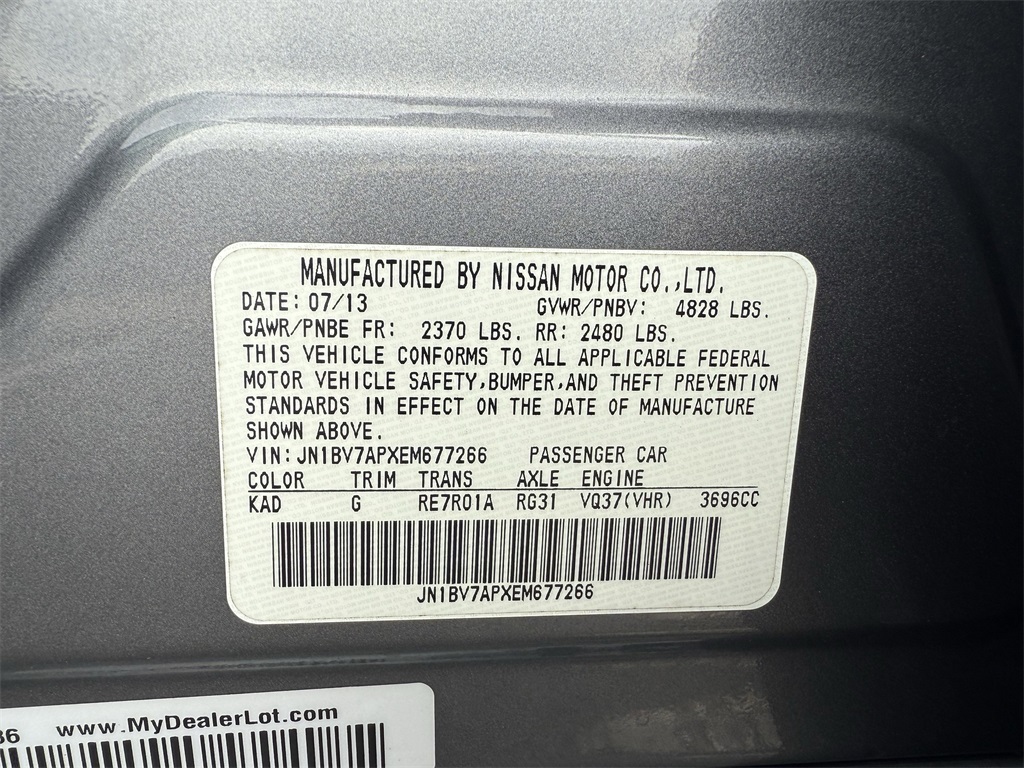 MANUFACTURED BY NISSAN MOTOR CO.,LTD.
DATE: 07/13 GVWR/PNBV: 4828 LBS.
GAWR/PNBE FR: 2370 LBS. RR: 2480 LBS.
THIS VEHICLE CONFORMS TO ALL APPLICABLE FEDERAL
MOTOR VEHICLE SAFETY,BUMPER,AND THEFT PREVENTION
STANDARDS IN EFFECT ON THE DATE OF MANUFACTURE
SHOWN ABOVE.
VIN:JN1BV7APXEM677266 PASSENGER CAR
COLOR TRIM TRANS AXLE ENGINE
KAD G RE7R01A RG31 VQ37(VHR) 3696CC
JN1BV7APXEM677266
www.MyDealerLot.com